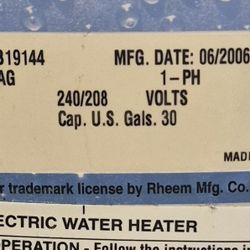 319144 MFG. DATE: 06/2006
AG 1-PH
240/208 VOLTS
Cap. U.S. Gals. 30
MADE
r trademark license by Rheem Mfg. Co.
ECTRIC WATER HEATER
OPERATION - Follow the instructions